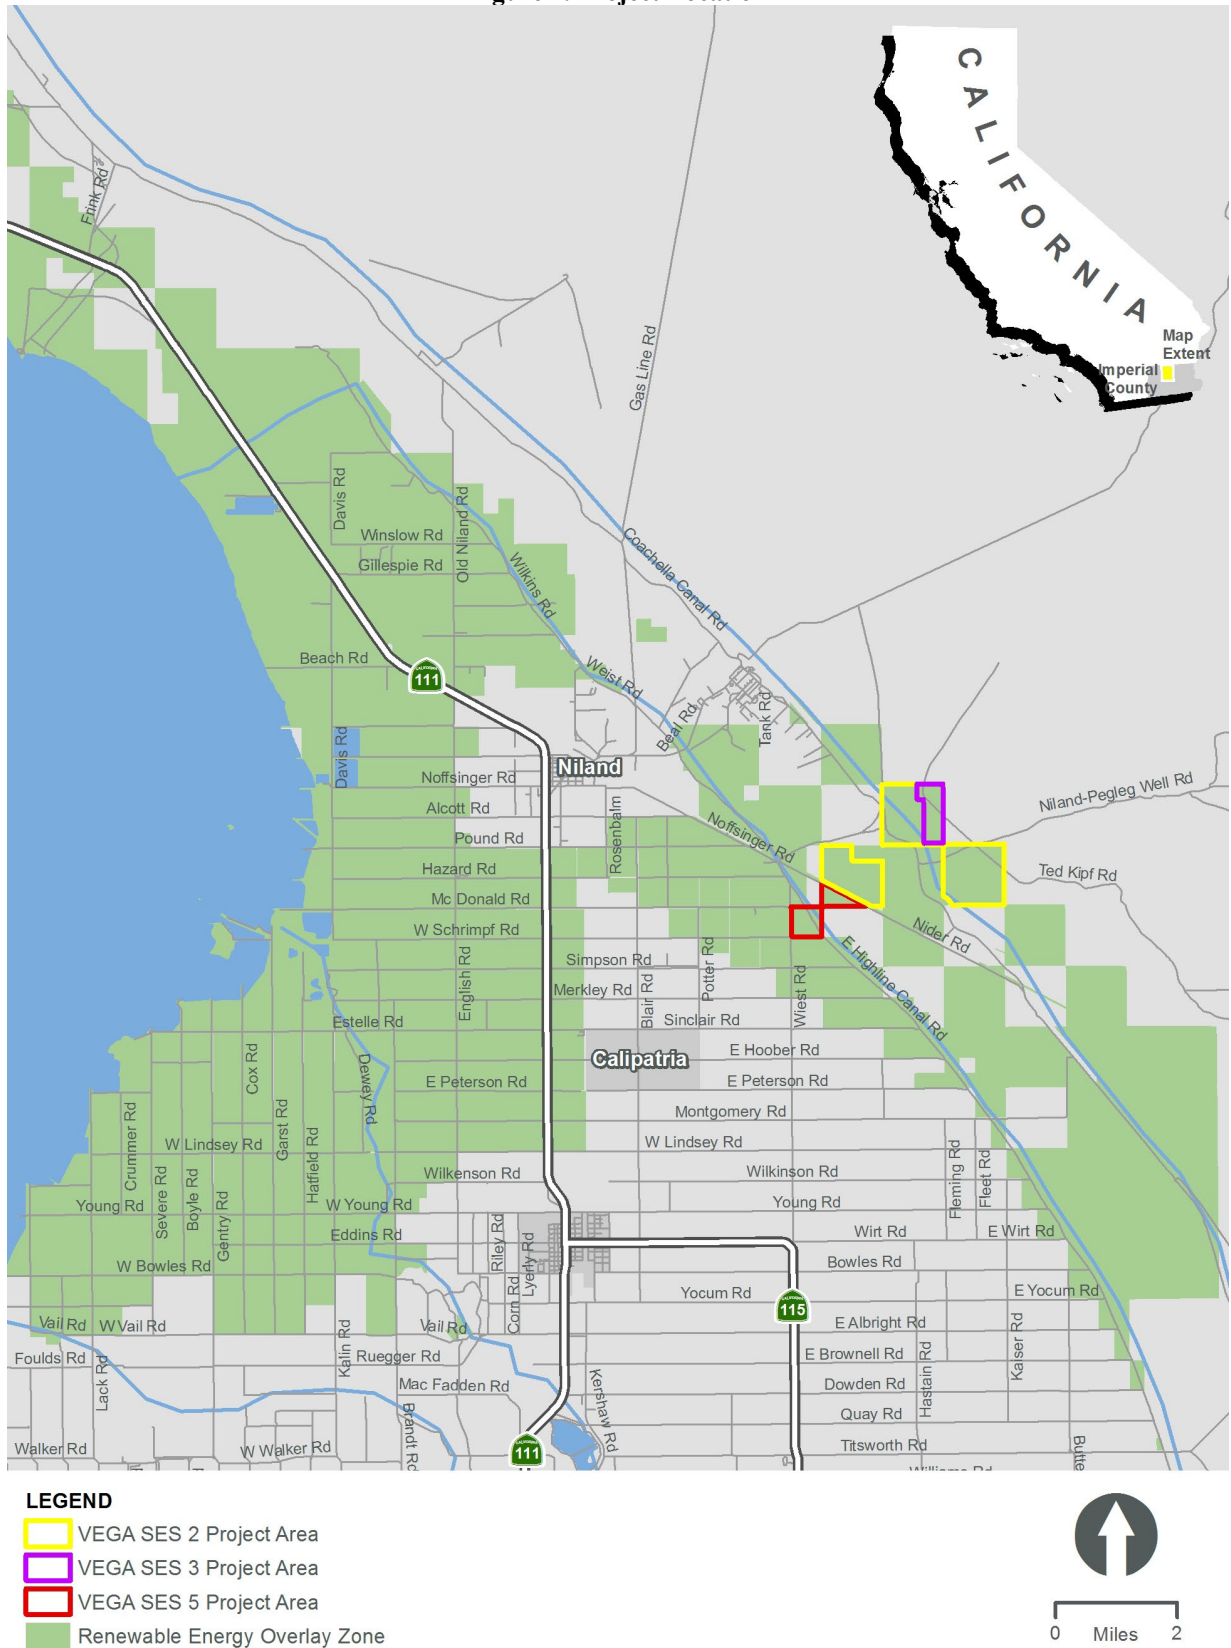 CALIFORNIA
Map
Extent
Imperial
County
Frink Rd
Gas Line Rd
Davis Rd
Old Niland Rd
Winslow Rd
Gillespie Rd
Wilkins Rd
Coachella Canal Rd
Beach Rd
CALIFORNIA
111
Weist Rd
Beal Rd
Tank Rd
Davis Rd
Niland
Noffsinger Rd
Niland-Pegleg Well Rd
Alcott Rd
Rosenbalm
Pound Rd
Noffsinger Rd
Hazard Rd
Ted Kipf Rd
Mc Donald Rd
W Schrimpf Rd
Nider Rd
E Highline Canal Rd
English Rd
Simpson Rd
Potter Rd
Merkley Rd
Blair Rd
Wiest Rd
Estelle Rd
Sinclair Rd
Cox Rd
Dewey Rd
Calipatria
E Hoober Rd
E Peterson Rd
E Peterson Rd
Crummer Rd
Garst Rd
Montgomery Rd
W Lindsey Rd
W Lindsey Rd
Hatfield Rd
Fleming Rd
Fleet Rd
Severe Rd
Boyle Rd
Wilkenson Rd
Wilkinson Rd
Young Rd
Gentry Rd
W Young Rd
Young Rd
Eddins Rd
Riley Rd
Lyerly Rd
Wirt Rd
E Wirt Rd
W Bowles Rd
Bowles Rd
Corn Rd
Yocum Rd
E Yocum Rd
CALIFORNIA
115
Vail Rd
W Vail Rd
Vail Rd
E Albright Rd
Foulds Rd
Kalin Rd
Ruegger Rd
E Brownell Rd
Kaiser Rd
Lack Rd
Mac Fadden Rd
Kershaw Rd
Dowden Rd
Hastain Rd
Brandt Rd
Quay Rd
Walker Rd
W Walker Rd
CALIFORNIA
111
Titsworth Rd
Butte
LEGEND
VEGA SES 2 Project Area
VEGA SES 3 Project Area
VEGA SES 5 Project Area
Renewable Energy Overlay Zone
0 Miles 2